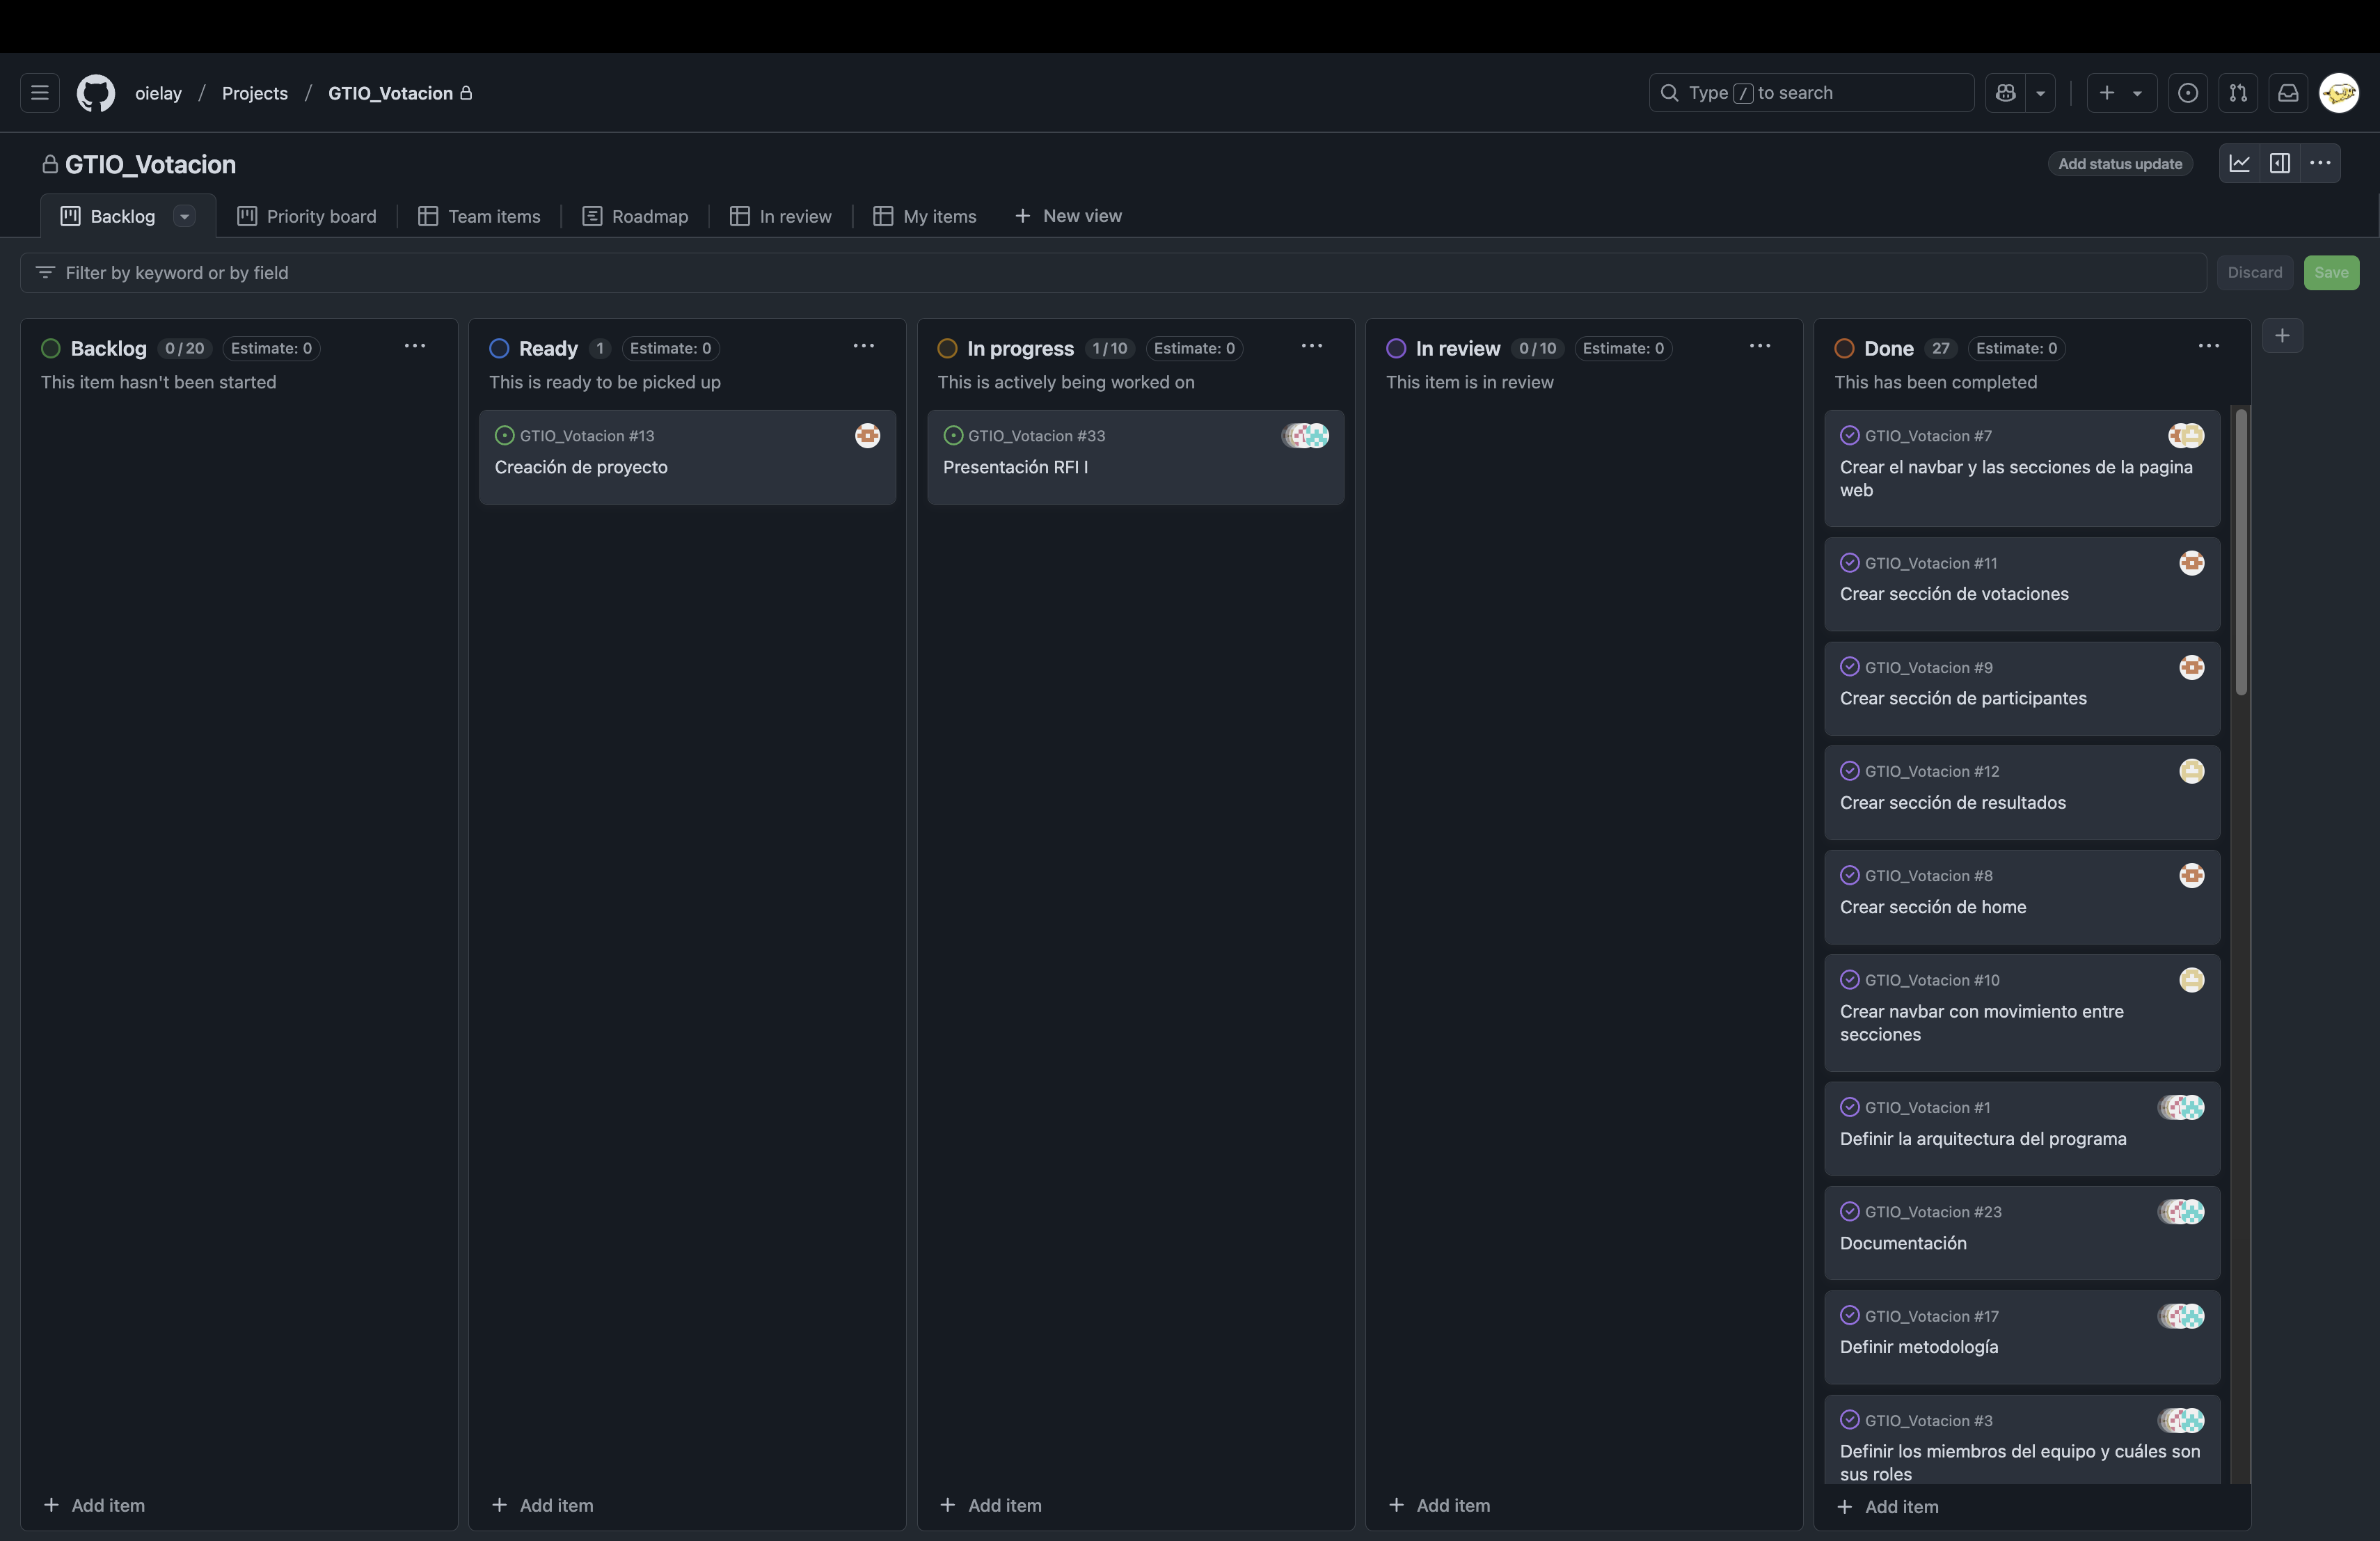 oielay / Projects / GTIO_Votacion
Type / to search
GTIO_Votacion
Add status update
Backlog
Priority board
Team items
Roadmap
In review
My items
New view
Filter by keyword or by field
Discard
Save
Backlog 0 / 20 Estimate: 0
This item hasn't been started
Add item
Ready 1 Estimate: 0
This is ready to be picked up
GTIO_Votacion #13
Creación de proyecto
Add item
In progress 1 / 10 Estimate: 0
This is actively being worked on
GTIO_Votacion #33
Presentación RFI I
Add item
In review 0 / 10 Estimate: 0
This item is in review
Add item
Done 27 Estimate: 0
This has been completed
GTIO_Votacion #7
Crear el navbar y las secciones de la pagina
web
GTIO_Votacion #11
Crear sección de votaciones
GTIO_Votacion #9
Crear sección de participantes
GTIO_Votacion #12
Crear sección de resultados
GTIO_Votacion #8
Crear sección de home
GTIO_Votacion #10
Crear navbar con movimiento entre
secciones
GTIO_Votacion #1
Definir la arquitectura del programa
GTIO_Votacion #23
Documentación
GTIO_Votacion #17
Definir metodología
GTIO_Votacion #3
Definir los miembros del equipo y cuáles son
sus roles
Add item